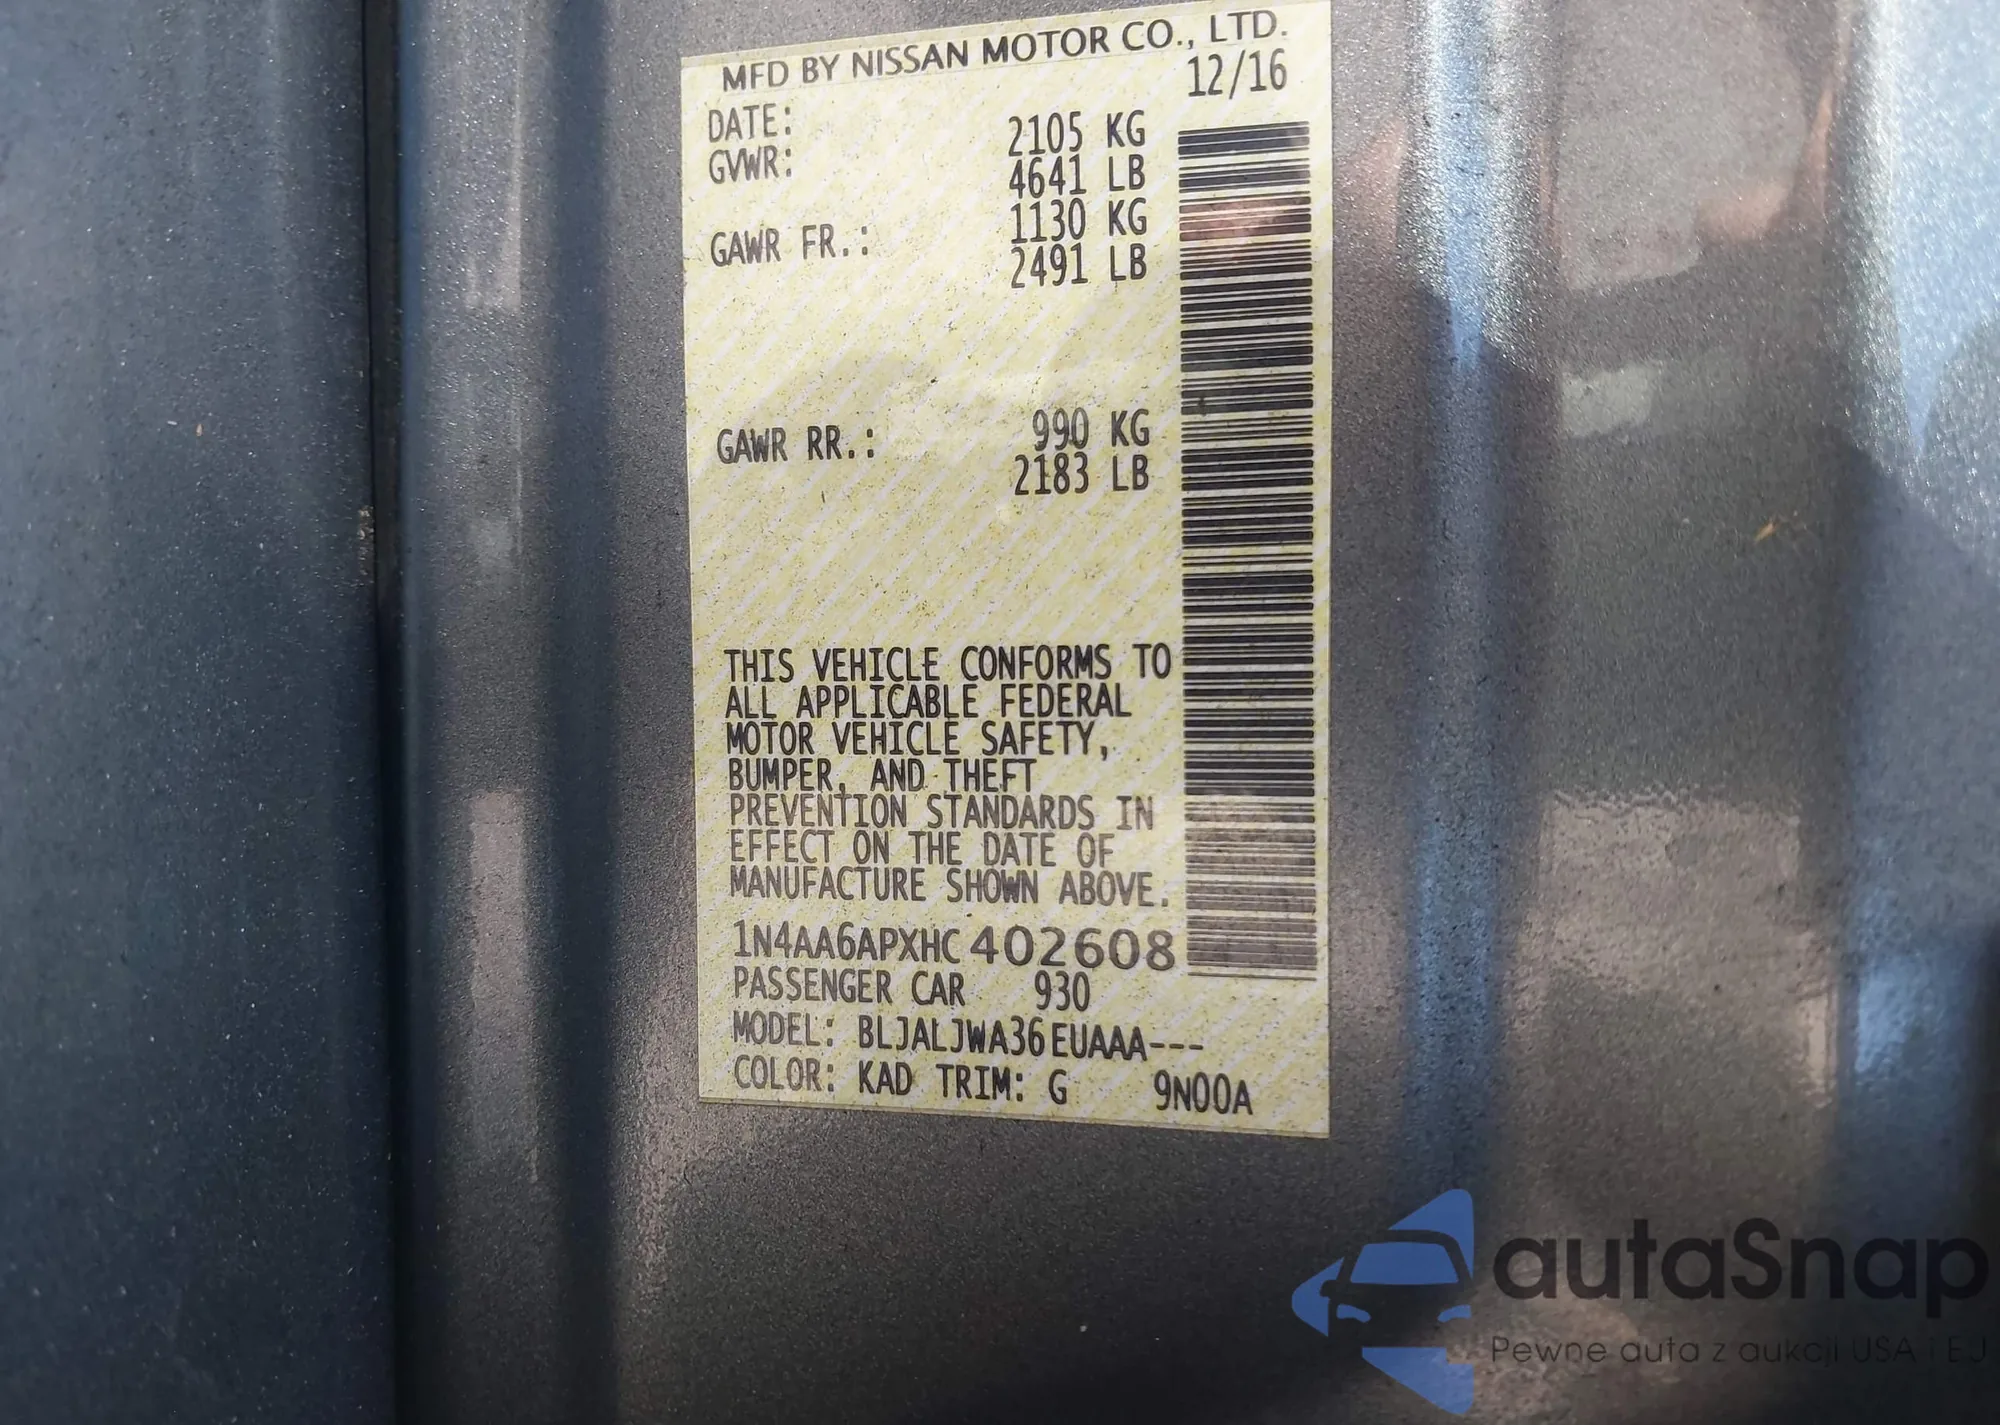 MFD BY NISSAN MOTOR CO., LTD.
DATE: 12/16
GVWR: 2105 KG
4641 LB
GAWR FR.: 1130 KG
2491 LB
GAWR RR.: 990 KG
2183 LB
THIS VEHICLE CONFORMS TO
ALL APPLICABLE FEDERAL
MOTOR VEHICLE SAFETY,
BUMPER, AND THEFT
PREVENTION STANDARDS IN
EFFECT ON THE DATE OF
MANUFACTURE SHOWN ABOVE.
1N4AA6APXHC402608
PASSENGER CAR 930
MODEL: BLJALJWA36EUAAA---
COLOR: KAD TRIM: G 9N00A
autaSnap
Pewne auta z aukcji USA i EU